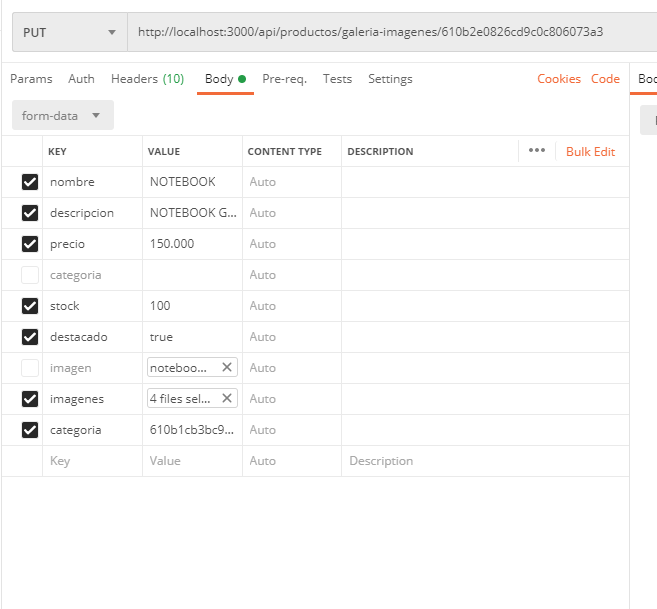 PUT http://localhost:3000/api/productos/galeria-imagenes/610b2e0826cd9c0c806073a3
Params Auth Headers (10) Body Pre-req. Tests Settings Cookies Code
form-data
KEY VALUE CONTENT TYPE DESCRIPTION ••• Bulk Edit
nombre NOTEBOOK Auto
descripcion NOTEBOOK G... Auto
precio 150.000 Auto
categoria Auto
stock 100 Auto
destacado true Auto
imagen noteboo... Auto
imagenes 4 files sel... Auto
categoria 610b1cb3bc9... Auto
Key Value Auto Description